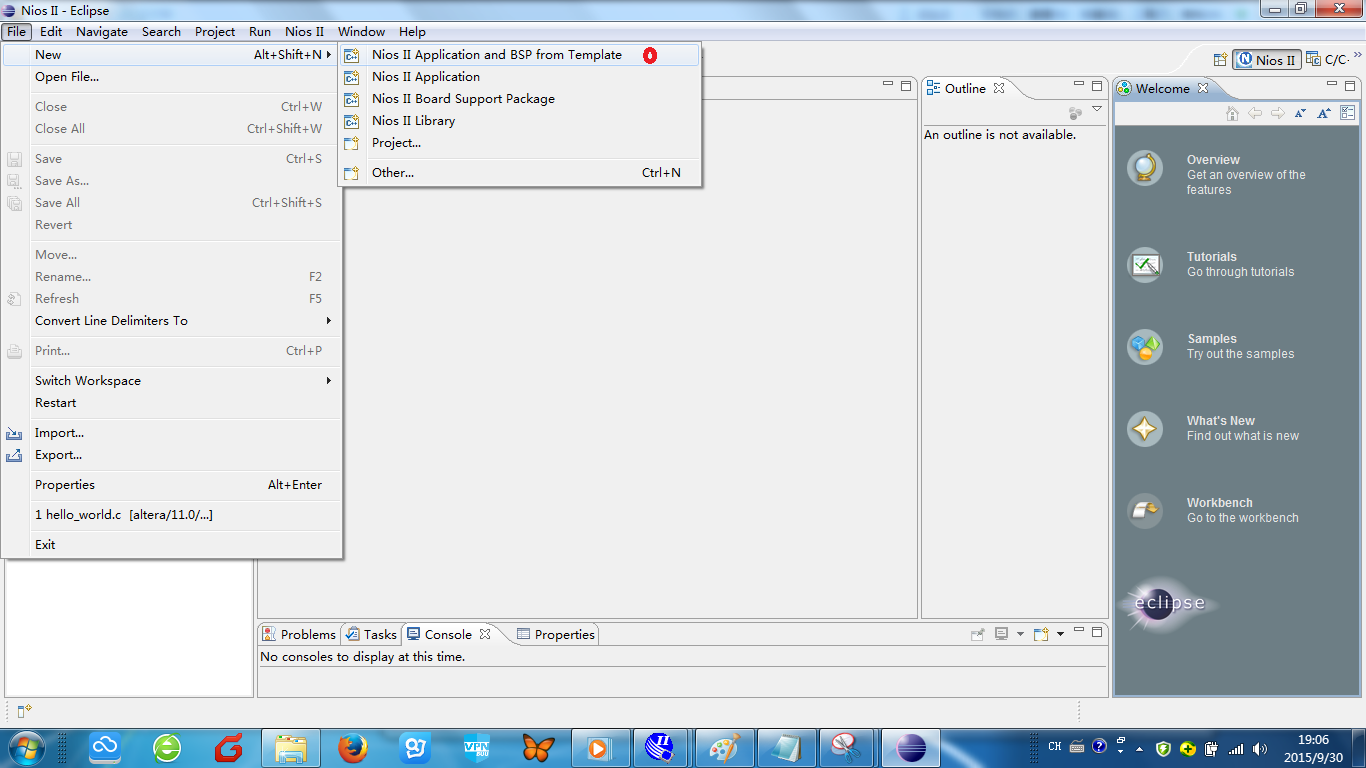 Nios II - Eclipse
File Edit Navigate Search Project Run Nios II Window Help
New Alt+Shift+N
Open File...
Close Ctrl+W
Close All Ctrl+Shift+W
Save Ctrl+S
Save As...
Save All Ctrl+Shift+S
Revert
Move...
Rename... F2
Refresh F5
Convert Line Delimiters To
Print... Ctrl+P
Switch Workspace
Restart
Import...
Export...
Properties Alt+Enter
1 hello_world.c [altera/11.0/...]
Exit
Nios II Application and BSP from Template
Nios II Application
Nios II Board Support Package
Nios II Library
Project...
Other... Ctrl+N
Nios II C/C
Outline
An outline is not available.
Welcome
Overview
Get an overview of the
features
Tutorials
Go through tutorials
Samples
Try out the samples
What's New
Find out what is new
Workbench
Go to the workbench
eclipse
Problems Tasks Console Properties
No consoles to display at this time.
VPN
CH
19:06
2015/9/30